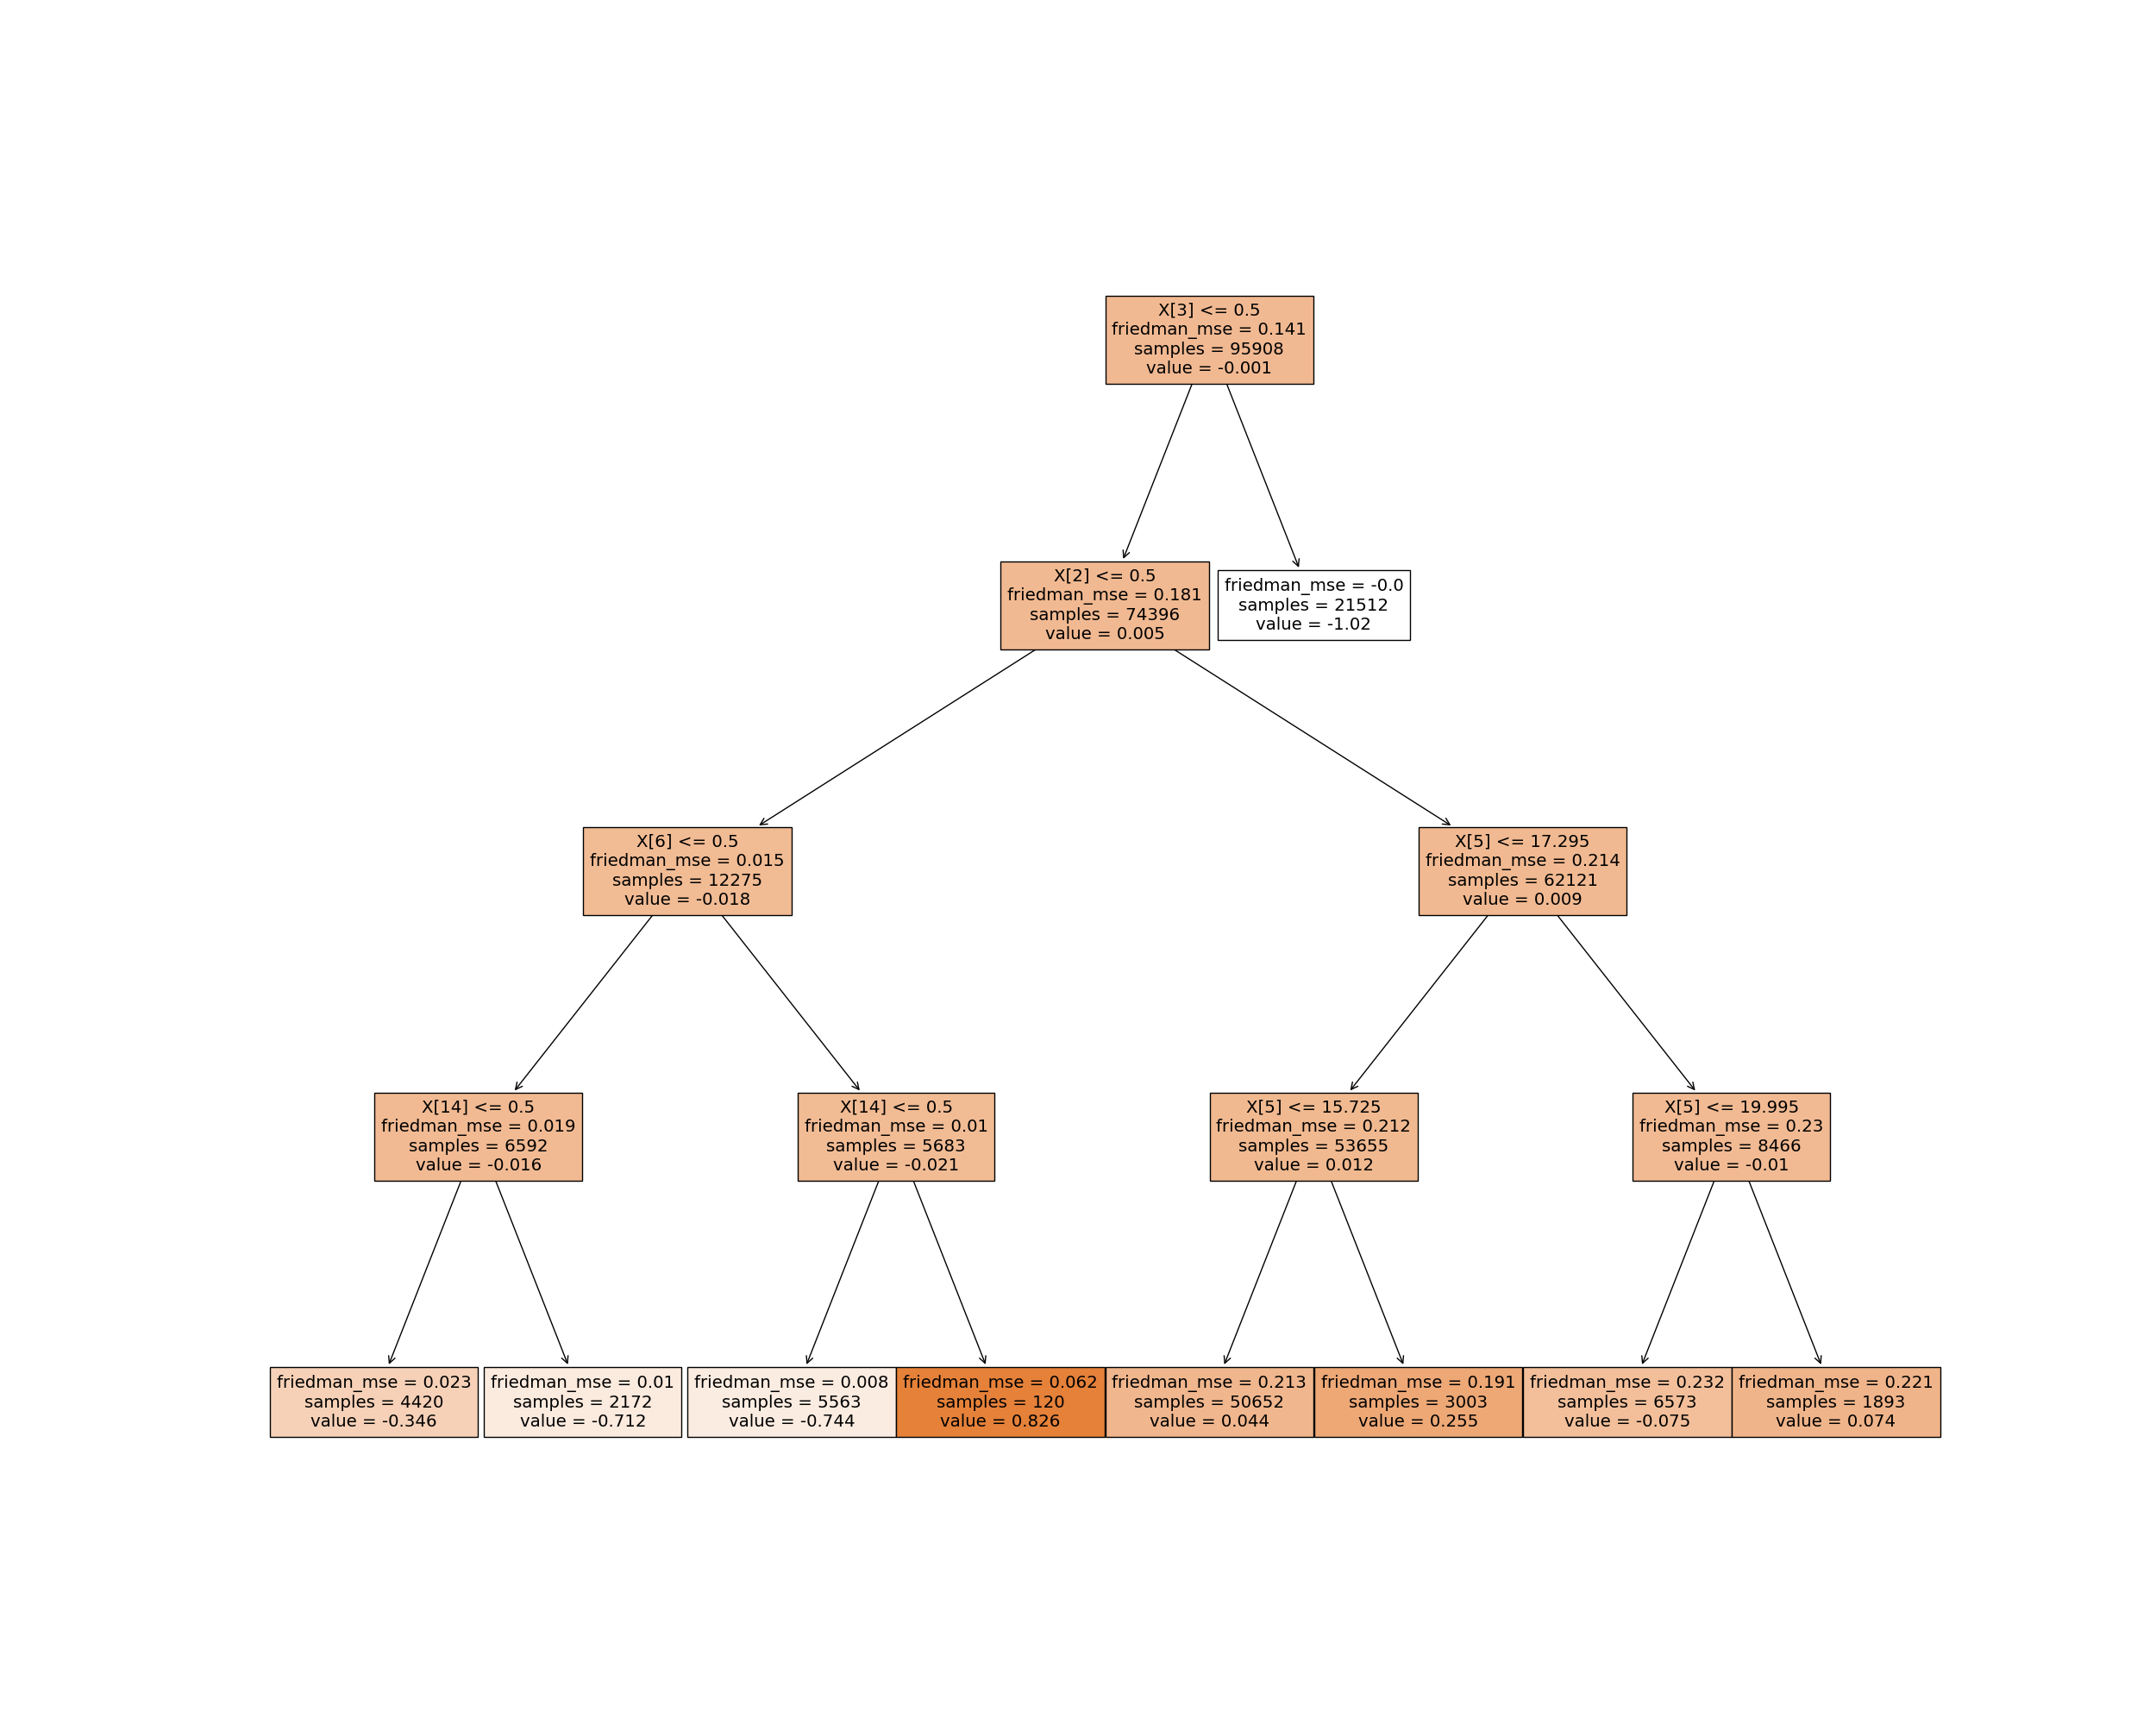 X[3] <= 0.5
friedman_mse = 0.141
samples = 95908
value = -0.001
X[2] <= 0.5
friedman_mse = 0.181
samples = 74396
value = 0.005
friedman_mse = -0.0
samples = 21512
value = -1.02
X[6] <= 0.5
friedman_mse = 0.015
samples = 12275
value = -0.018
X[5] <= 17.295
friedman_mse = 0.214
samples = 62121
value = 0.009
X[14] <= 0.5
friedman_mse = 0.019
samples = 6592
value = -0.016
X[14] <= 0.5
friedman_mse = 0.01
samples = 5683
value = -0.021
X[5] <= 15.725
friedman_mse = 0.212
samples = 53655
value = 0.012
X[5] <= 19.995
friedman_mse = 0.23
samples = 8466
value = -0.01
friedman_mse = 0.023
samples = 4420
value = -0.346
friedman_mse = 0.01
samples = 2172
value = -0.712
friedman_mse = 0.008
samples = 5563
value = -0.744
friedman_mse = 0.062
samples = 120
value = 0.826
friedman_mse = 0.213
samples = 50652
value = 0.044
friedman_mse = 0.191
samples = 3003
value = 0.255
friedman_mse = 0.232
samples = 6573
value = -0.075
friedman_mse = 0.221
samples = 1893
value = 0.074